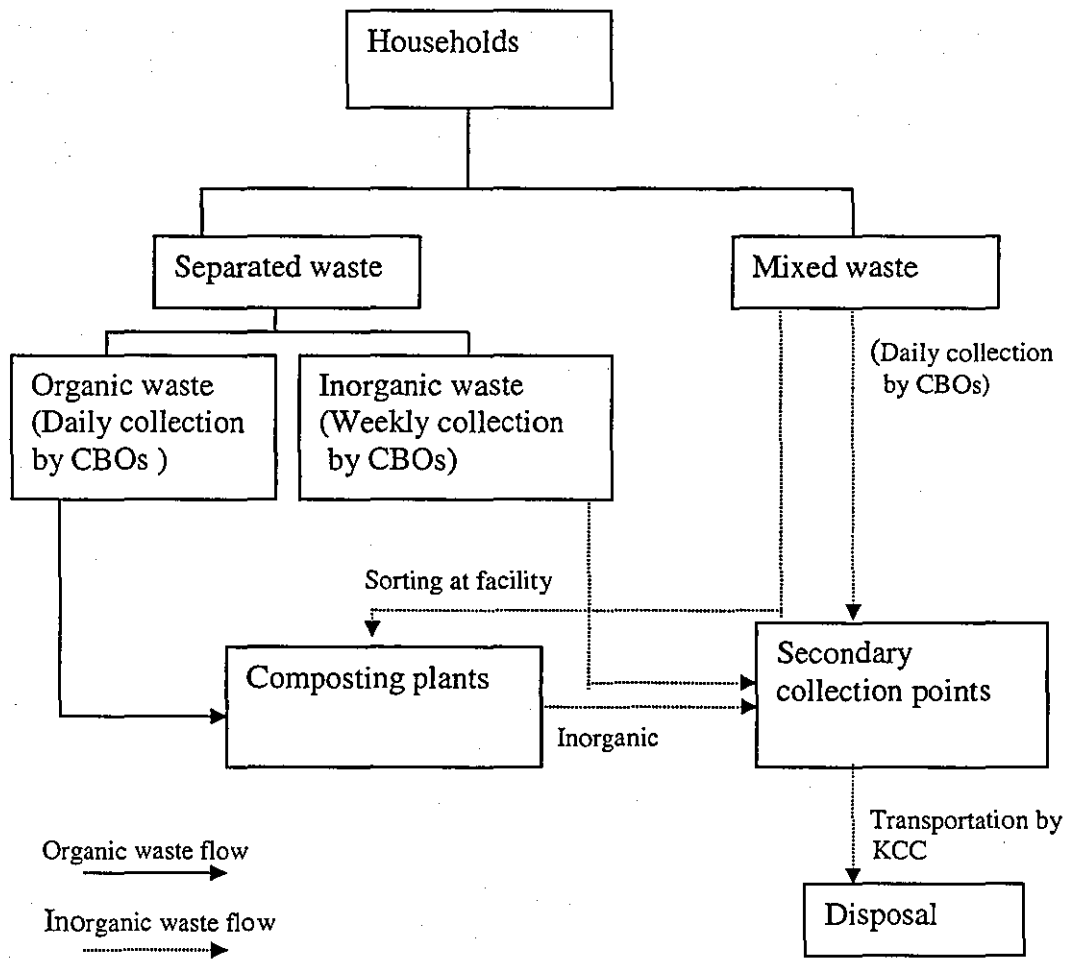 Households
Separated waste
Mixed waste
Organic waste
(Daily collection
by CBOs )
Inorganic waste
(Weekly collection
by CBOs)
(Daily collection
by CBOs)
Sorting at facility
Composting plants
Secondary
collection points
Inorganic
Transportation by
KCC
Organic waste flow
Inorganic waste flow
Disposal